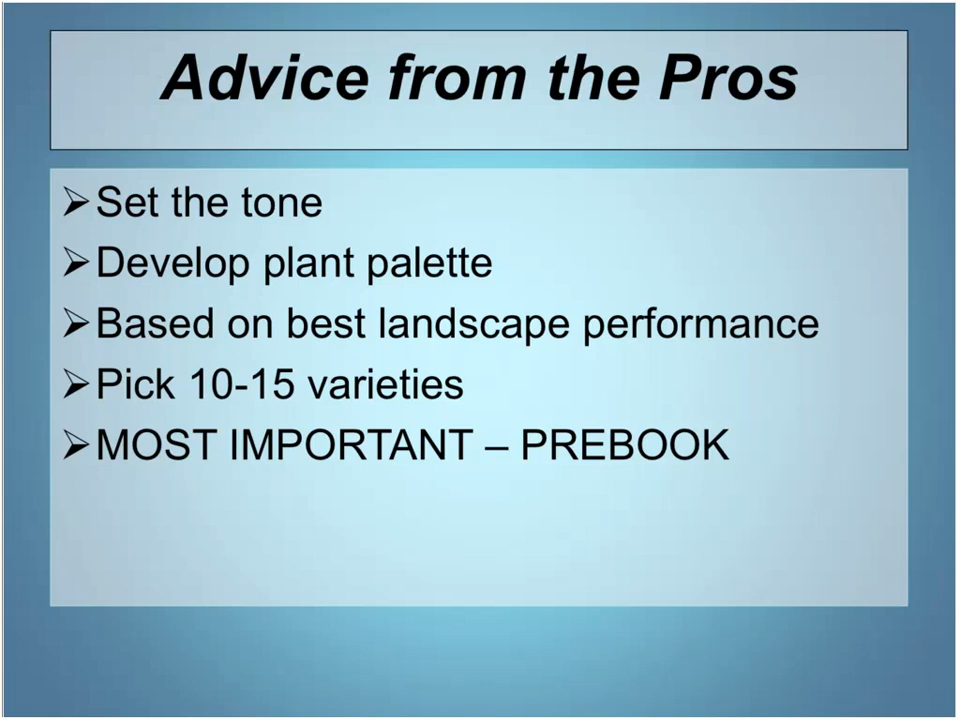 Advice from the Pros
➢Set the tone
➢Develop plant palette
➢Based on best landscape performance
➢Pick 10-15 varieties
➢MOST IMPORTANT – PREBOOK